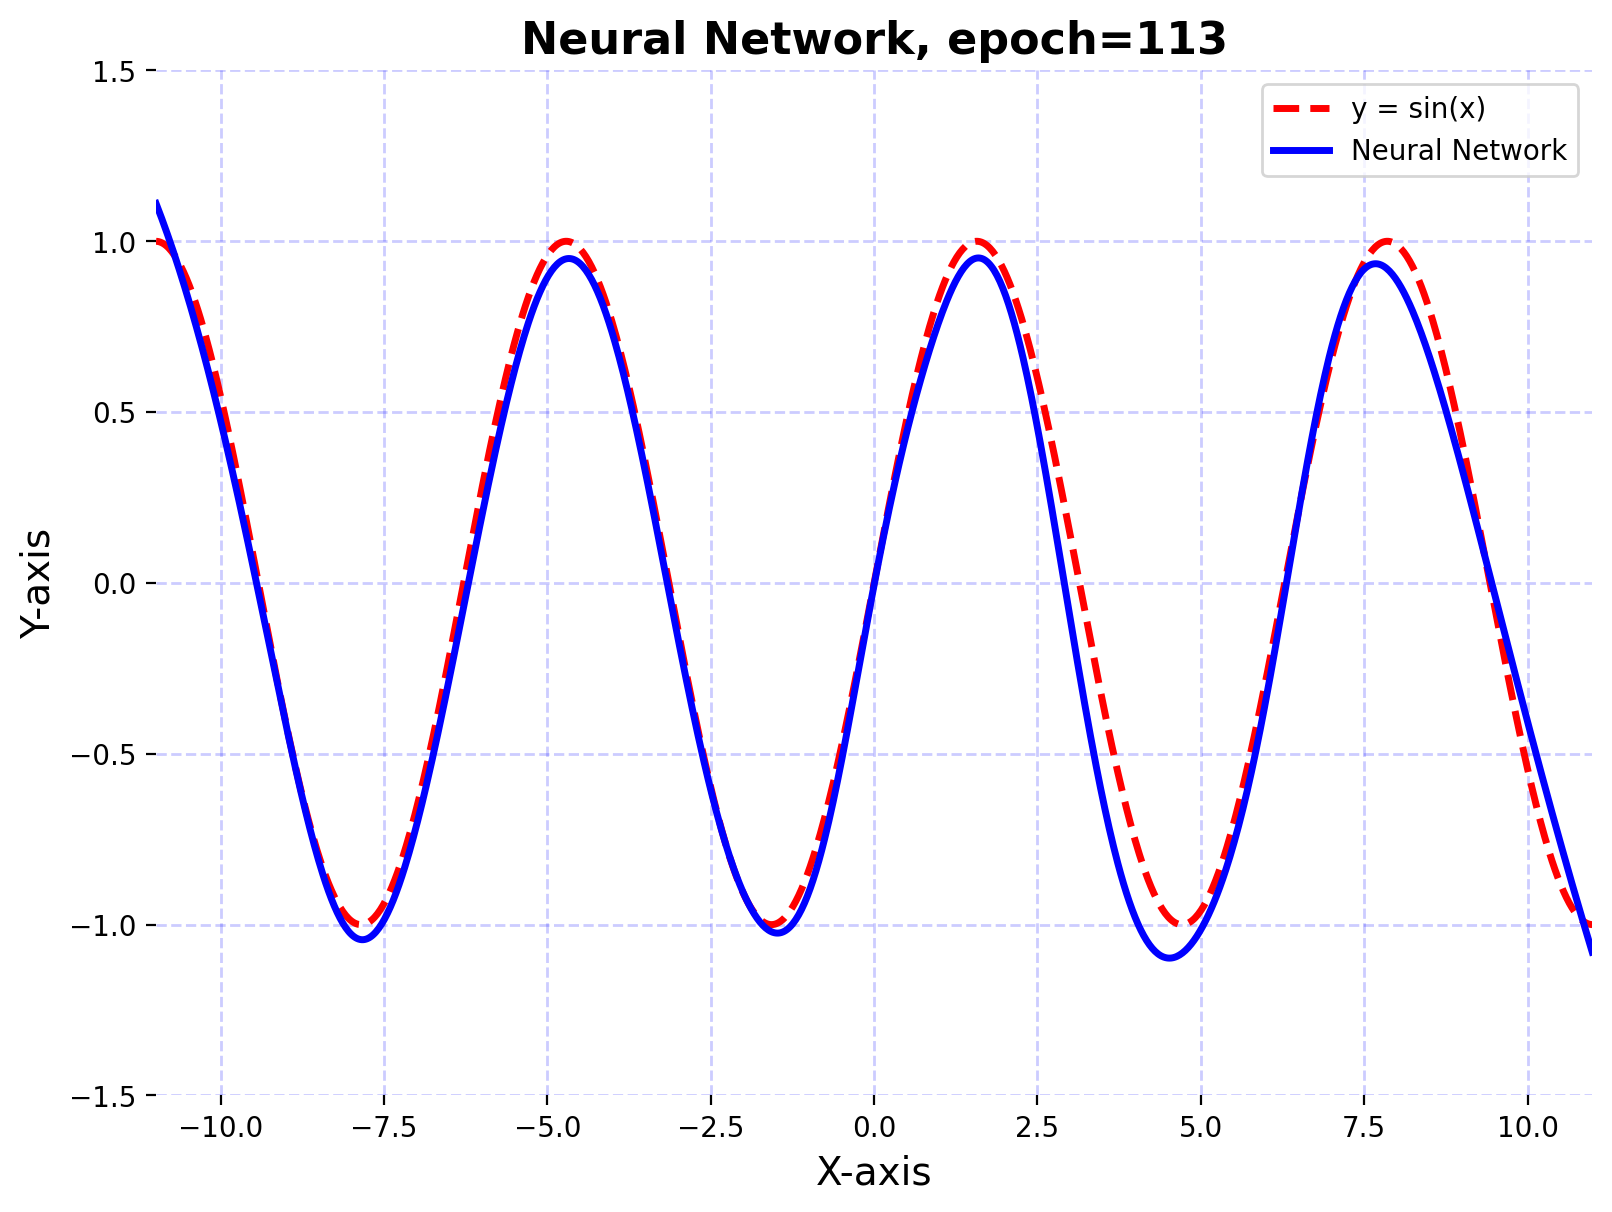 Neural Network, epoch=113
y = sin(x)
Neural Network
1.5
1.0
0.5
0.0
−0.5
−1.0
−1.5
Y-axis
−10.0 −7.5 −5.0 −2.5 0.0 2.5 5.0 7.5 10.0
X-axis